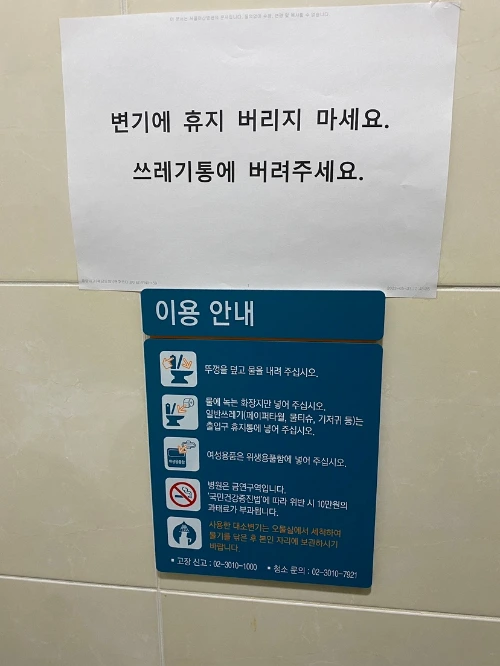 변기에 휴지 버리지 마세요.
쓰레기통에 버려주세요.
이용 안내
뚜껑을 덮고 물을 내려 주십시오.
물에 녹는 화장지만 넣어 주십시오.
일반쓰레기(페이퍼타월, 물티슈, 기저귀 등)는
출입구 휴지통에 넣어 주십시오.
여성용품은 위생용품함에 넣어 주십시오.
병원은 금연구역입니다.
'국민건강증진법'에 따라 위반 시 10만원의
과태료가 부과됩니다.
사용한 대소변기는 오물실에서 세척하여
물기를 닦은 후 본인 자리에 보관하시기
바랍니다.
• 고장 신고 : 02-3010-1000 • 청소 문의 : 02-3010-7921